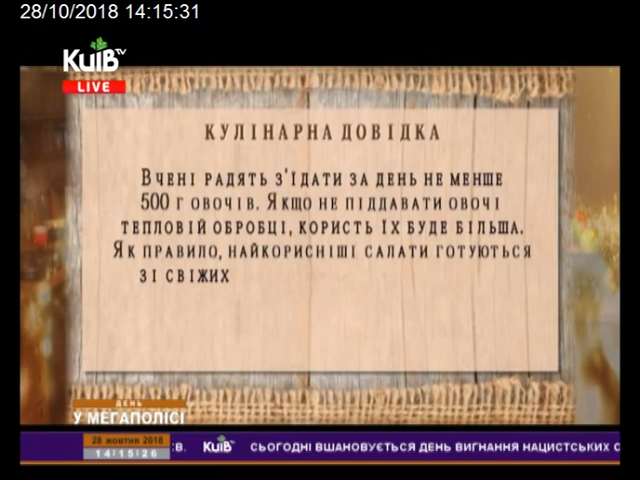 28/10/2018 14:15:31
КиїВ TV
LIVE
КУЛІНАРНА ДОВІДКА
ВЧЕНІ РАДЯТЬ З'ЇДАТИ ЗА ДЕНЬ НЕ МЕНШЕ
500 Г ОВОЧІВ. ЯКЩО НЕ ПІДДАВАТИ ОВОЧІ
ТЕПЛОВІЙ ОБРОБЦІ, КОРИСТЬ ЇХ БУДЕ БІЛЬША.
ЯК ПРАВИЛО, НАЙКОРИСНІШІ САЛАТИ ГОТУЮТЬСЯ
ЗІ СВІЖИХ
ДЕНЬ
У МЕГАПОЛІСІ
28 жовтня 2018
14:15:26
КиїВ TV СЬОГОДНІ ВШАНОВУЄТЬСЯ ДЕНЬ ВИГНАННЯ НАЦИСТСЬКИХ